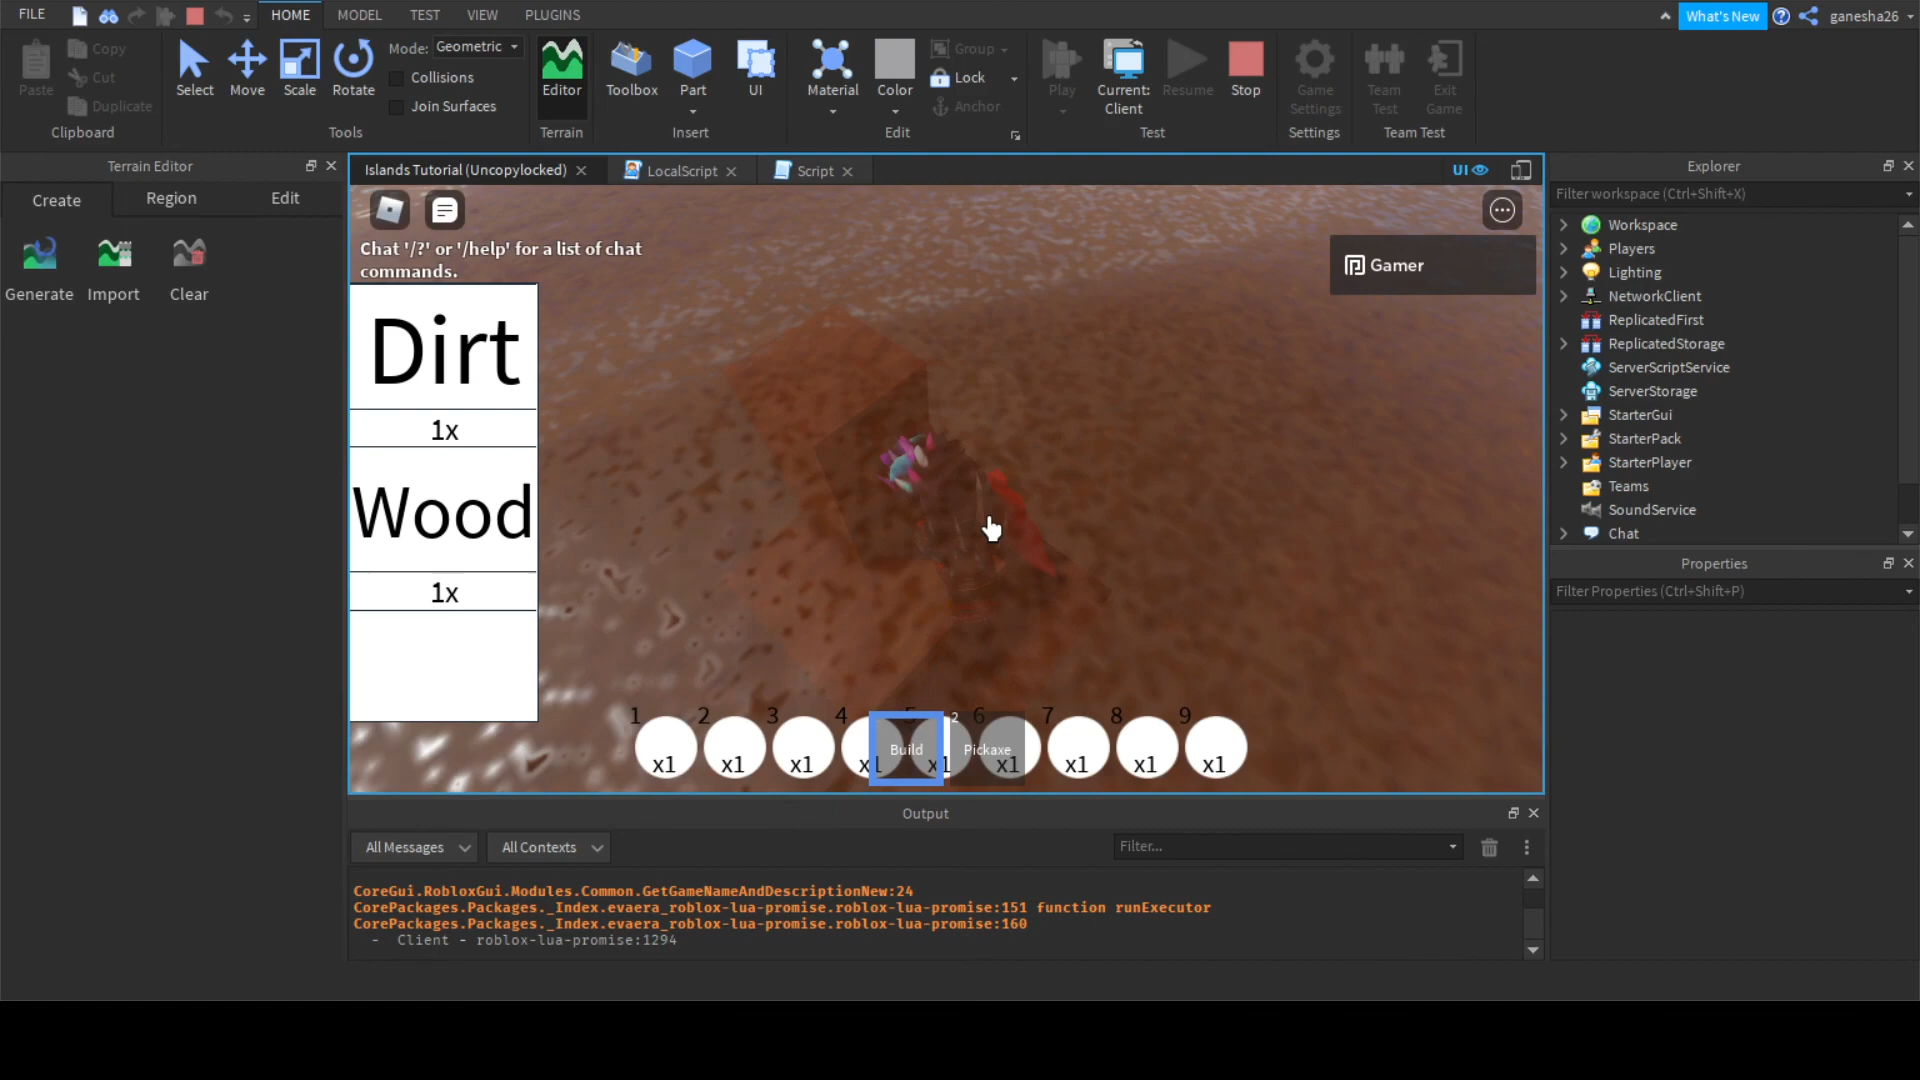 FILE
HOME
MODEL
TEST
VIEW
PLUGINS
What's New
ganesha26
Paste
Copy
Cut
Duplicate
Clipboard
Select
Move
Scale
Rotate
Mode: Geometric
Collisions
Join Surfaces
Tools
Editor
Terrain
Toolbox
Part
UI
Insert
Material
Color
Group
Lock
Anchor
Edit
Play
Current:
Client
Resume
Stop
Test
Game
Settings
Settings
Team
Test
Exit
Game
Team Test
Terrain Editor
Create
Region
Edit
Generate
Import
Clear
Islands Tutorial (Uncopylocked)
LocalScript
Script
UI
Chat '/?' or '/help' for a list of chat
commands.
Gamer
Dirt
1x
Wood
1x
1 2 3 4 5 2 6 7 8 9
Build
Pickaxe
x1 x1 x1 x1 x1 x1 x1 x1 x1
Output
All Messages
All Contexts
Filter...
CoreGui.RobloxGui.Modules.Common.GetGameNameAndDescriptionNew:24
CorePackages.Packages._Index.evaera_roblox-lua-promise.roblox-lua-promise:151 function runExecutor
CorePackages.Packages._Index.evaera_roblox-lua-promise.roblox-lua-promise:160
- Client - roblox-lua-promise:1294
Explorer
Filter workspace (Ctrl+Shift+X)
Workspace
Players
Lighting
NetworkClient
ReplicatedFirst
ReplicatedStorage
ServerScriptService
ServerStorage
StarterGui
StarterPack
StarterPlayer
Teams
SoundService
Chat
Properties
Filter Properties (Ctrl+Shift+P)